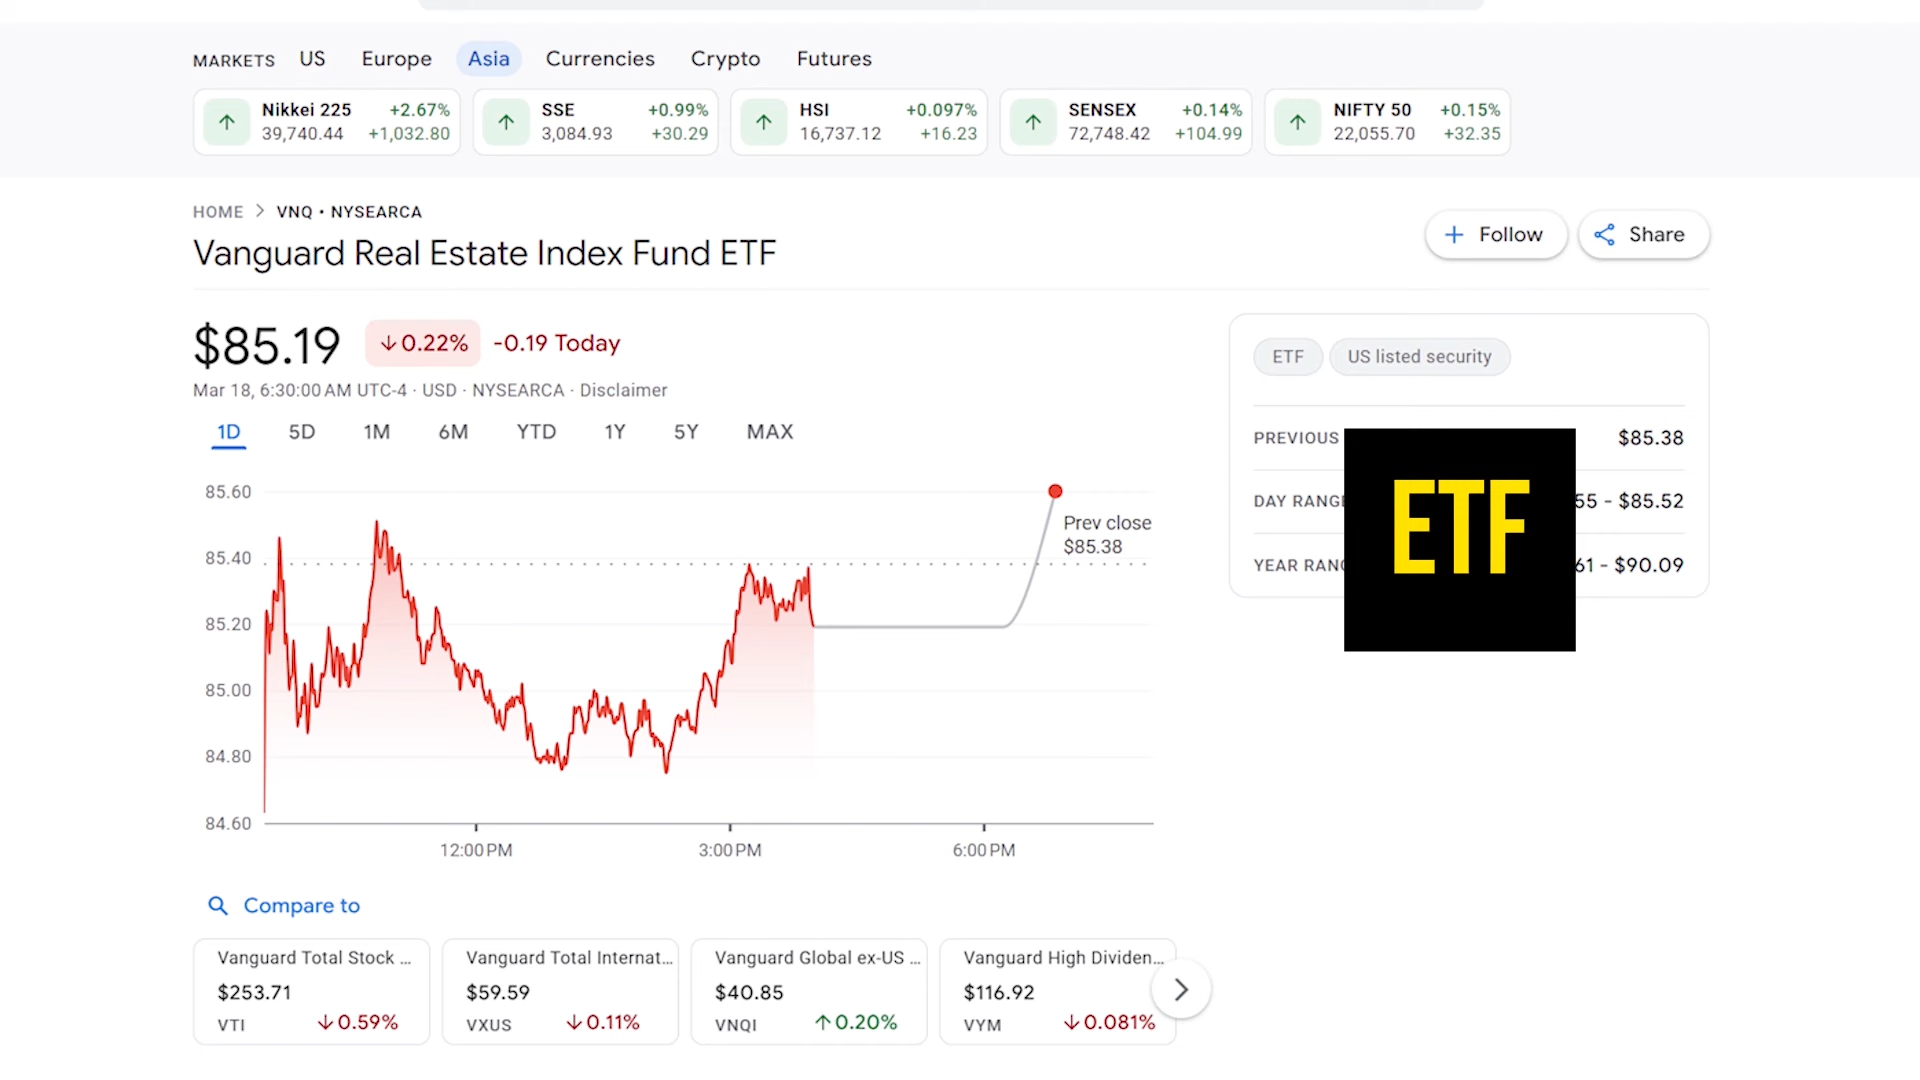 MARKETS US Europe Asia Currencies Crypto Futures
Nikkei 225 +2.67%
39,740.44 +1,032.80
SSE +0.99%
3,084.93 +30.29
HSI +0.097%
16,737.12 +16.23
SENSEX +0.14%
72,748.42 +104.99
NIFTY 50 +0.15%
22,055.70 +32.35
HOME > VNQ • NYSEARCA
Vanguard Real Estate Index Fund ETF
+ Follow
Share
$85.19 ↓0.22% -0.19 Today
Mar 18, 6:30:00 AM UTC-4 · USD · NYSEARCA · Disclaimer
1D 5D 1M 6M YTD 1Y 5Y MAX
85.60
85.40
85.20
85.00
84.80
84.60
Prev close
$85.38
12:00 PM 3:00 PM 6:00 PM
ETF US listed security
PREVIOUS $85.38
DAY RANGE 55 - $85.52
YEAR RANG 61 - $90.09
ETF
Compare to
Vanguard Total Stock ...
$253.71
VTI ↓0.59%
Vanguard Total Internat...
$59.59
VXUS ↓0.11%
Vanguard Global ex-US ...
$40.85
VNQI ↑0.20%
Vanguard High Dividen...
$116.92
VYM ↓0.081%